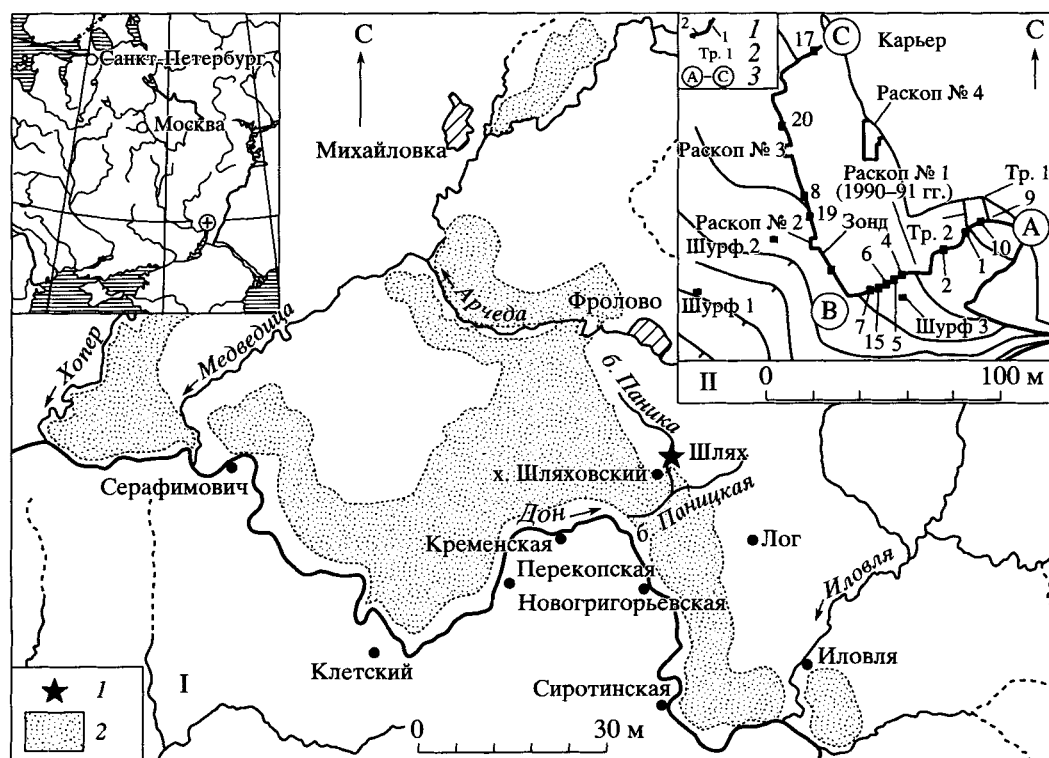 С
Санкт-Петербург
Москва
Михайловка
Арчеда
Фролово
Хопер
Медведица
б. Паника
Шлях
х. Шляховский
Серафимович
Дон
б. Паницкая
Кременская
Лог
Перекопская
Новогригорьевская
Иловля
Клетский
Иловля
Сиротинская
I
1
2
0 30 м
2 1 1
Тр. 1 2
А – С 3
17
С
Карьер
С
Раскоп № 4
20
Раскоп № 3
Раскоп № 1
(1990–91 гг.)
Тр. 1
9
А
8
19
Раскоп № 2
Зонд
Тр. 2
Шурф 2
4
6
10
1
2
Шурф 1
В
7
15
5
Шурф 3
II
0 100 м